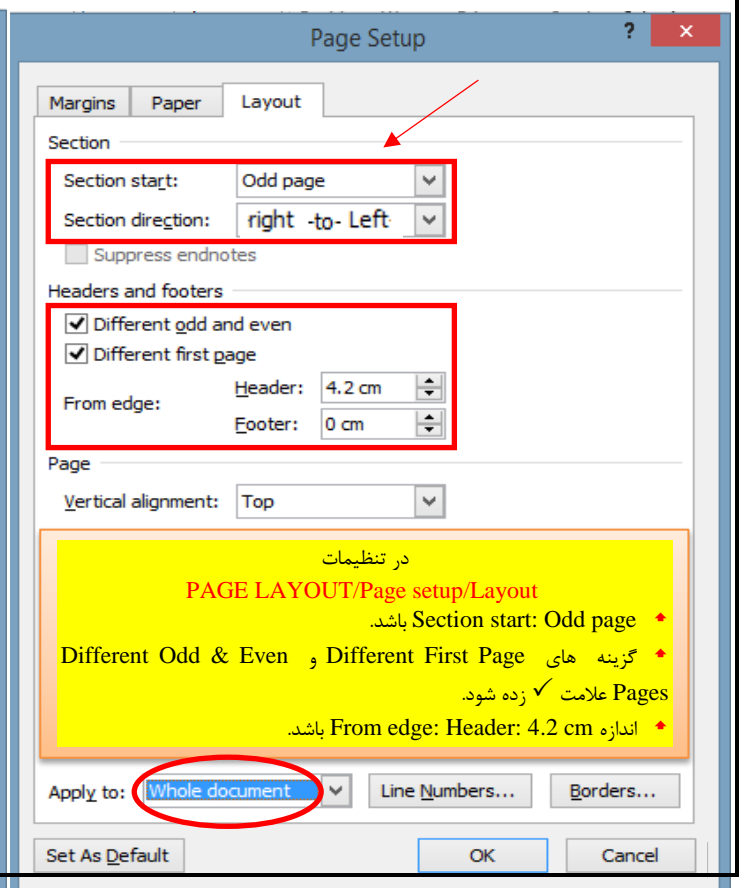 Page Setup
?
×
Margins
Paper
Layout
Section
Section start:
Odd page
Section direction:
right -to- Left
Suppress endnotes
Headers and footers
Different odd and even
Different first page
From edge:
Header:
4.2 cm
Footer:
0 cm
Page
Vertical alignment:
Top
در تنظیمات
PAGE LAYOUT/Page setup/Layout
Section start: Odd page باشد.
گزینه های Different First Page و Different Odd & Even
Pages علامت ✓ زده شود.
اندازه From edge: Header: 4.2 cm باشد.
Apply to:
Whole document
Line Numbers...
Borders...
Set As Default
OK
Cancel